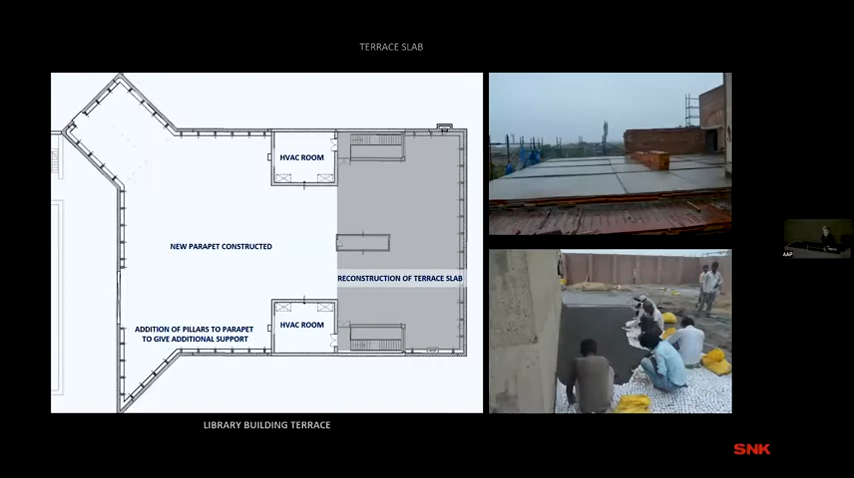 TERRACE SLAB
HVAC ROOM
NEW PARAPET CONSTRUCTED
RECONSTRUCTION OF TERRACE SLAB
ADDITION OF PILLARS TO PARAPET
TO GIVE ADDITIONAL SUPPORT
HVAC ROOM
LIBRARY BUILDING TERRACE
AAP
SNK